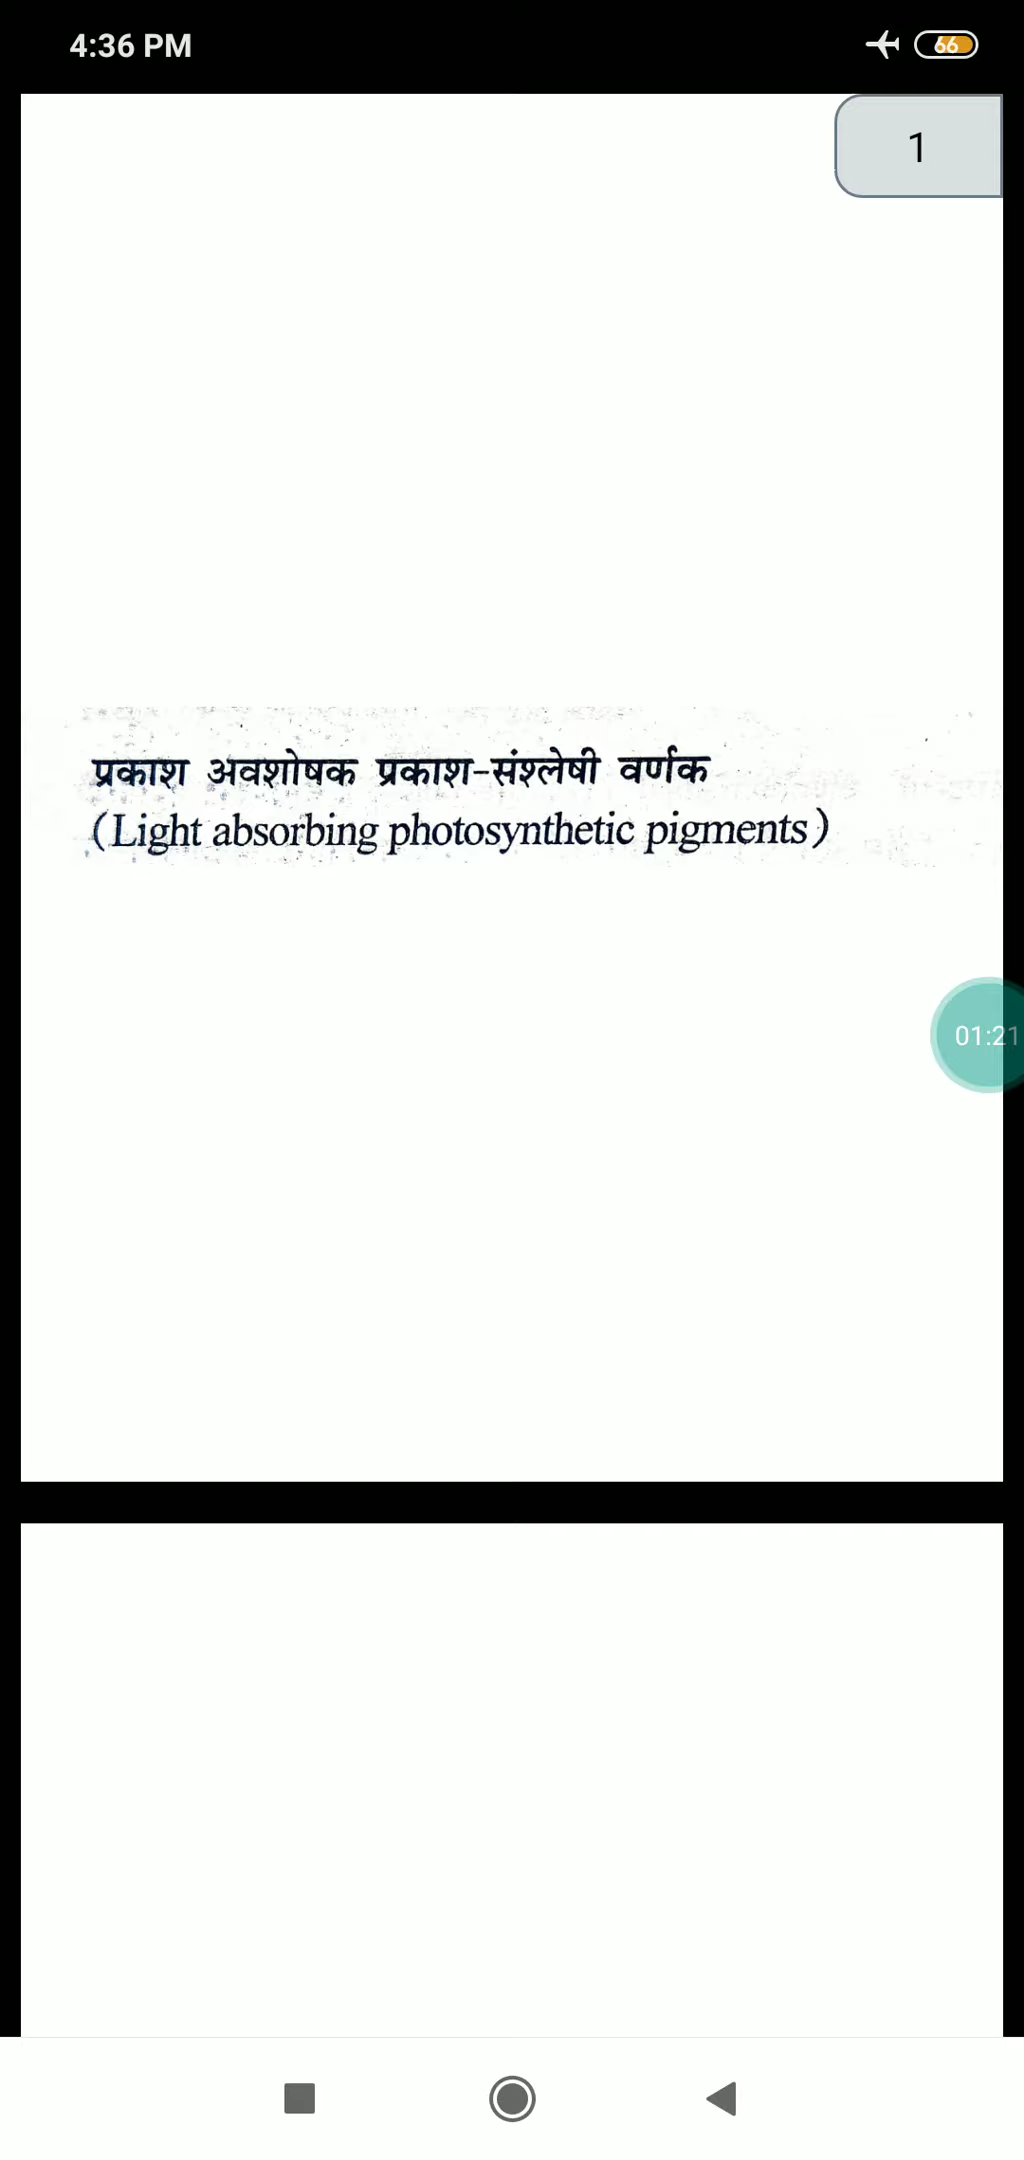 4:36 PM
66
1
प्रकाश अवशोषक प्रकाश-संश्लेषी वर्णक
(Light absorbing photosynthetic pigments)
01:21